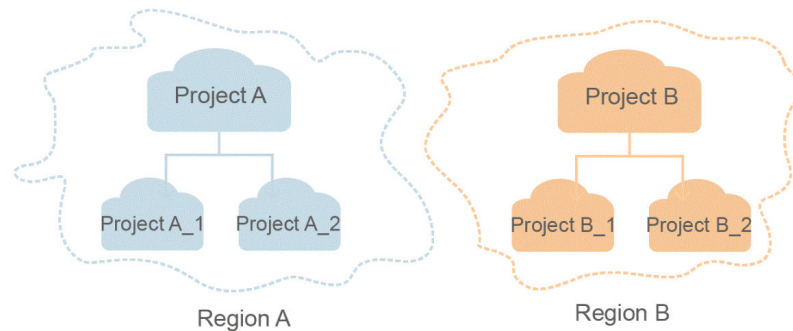 Project A
Project A_1
Project A_2
Region A
Project B
Project B_1
Project B_2
Region B